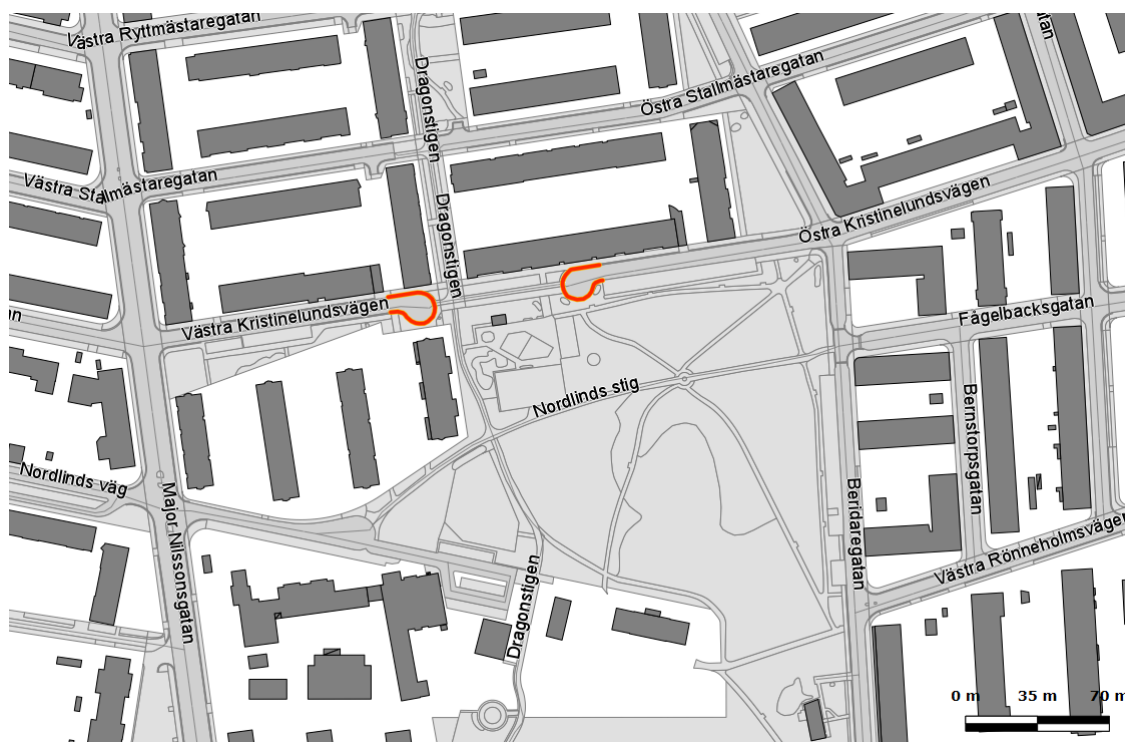 Västra Ryttmästaregatan
Dragonstigen
Östra Stallmästaregatan
Västra Stallmästaregatan
Dragonstigen
Östra Kristinelundsvägen
Västra Kristinelundsvägen
Fågelbacksgatan
Nordlinds stig
Bernstorpsgatan
Nordlinds väg
Major Nilssonsgatan
Beridaregatan
Västra Rönneholmsvägen
Dragonstigen
0 m 35 m 70 m